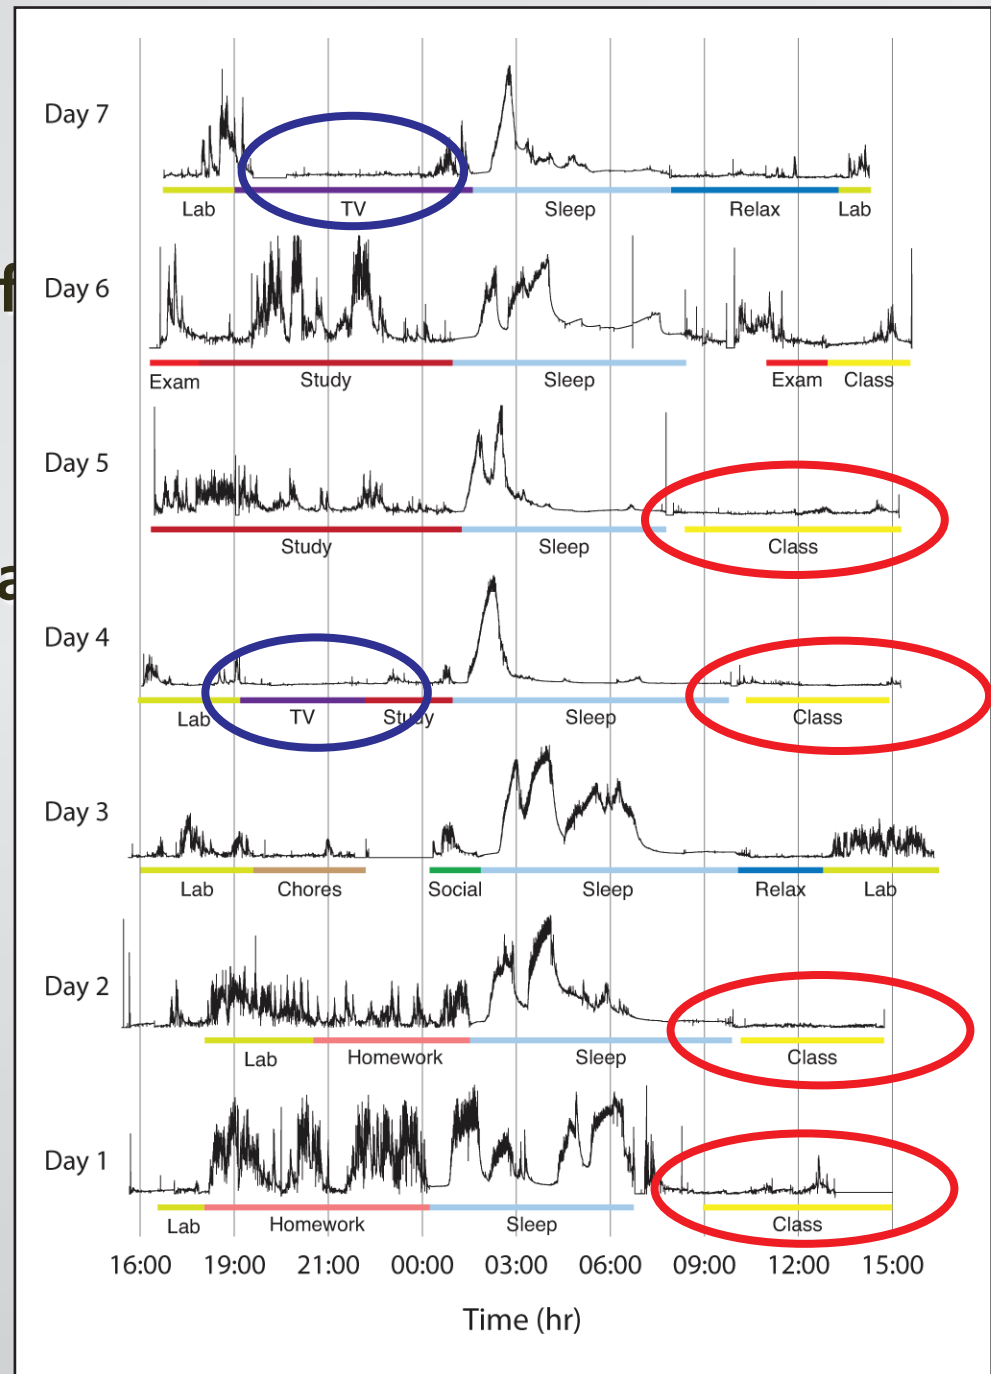 Day 7
Lab TV Sleep Relax Lab
f
Day 6
Exam Study Sleep Exam Class
Day 5
Study Sleep Class
a
Day 4
Lab TV Study Sleep Class
Day 3
Lab Chores Social Sleep Relax Lab
Day 2
Lab Homework Sleep Class
Day 1
Lab Homework Sleep Class
16:00 19:00 21:00 00:00 03:00 06:00 09:00 12:00 15:00
Time (hr)